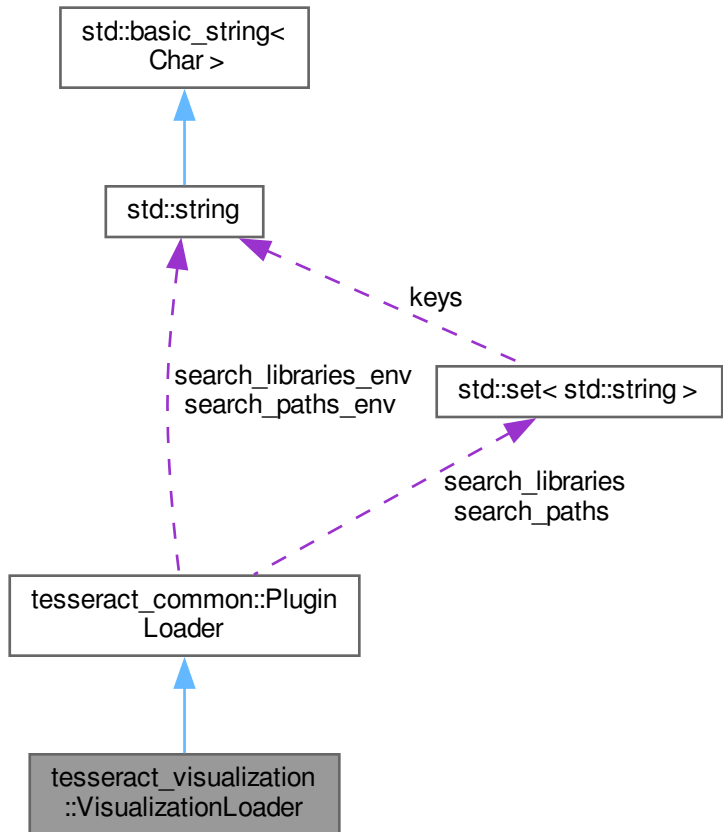 std::basic_string<
Char >
std::string
keys
search_libraries_env
search_paths_env
std::set< std::string >
search_libraries
search_paths
tesseract_common::Plugin
Loader
tesseract_visualization
::VisualizationLoader